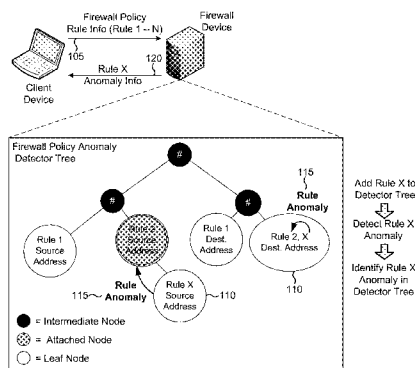 Firewall Policy
Rule Info (Rule 1 -- N)
Firewall
Device
105
120
Rule X
Anomaly Info
Client
Device
Firewall Policy Anomaly
Detector Tree
#
#
#
115
Rule
Anomaly
Rule 1
Source
Address
Source
Rule 1
Dest.
Address
Rule 2, X
Dest. Address
115
Rule
Anomaly
Rule X
Source
Address
110
110
Add Rule X to
Detector Tree
Detect Rule X
Anomaly
Identify Rule X
Anomaly in
Detector Tree
# = Intermediate Node
= Attached Node
= Leaf Node